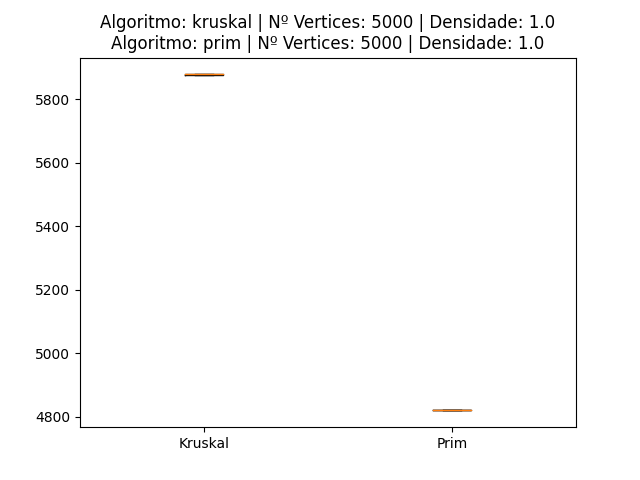 Algoritmo: kruskal | Nº Vertices: 5000 | Densidade: 1.0
Algoritmo: prim | Nº Vertices: 5000 | Densidade: 1.0
5800
5600
5400
5200
5000
4800
Kruskal Prim